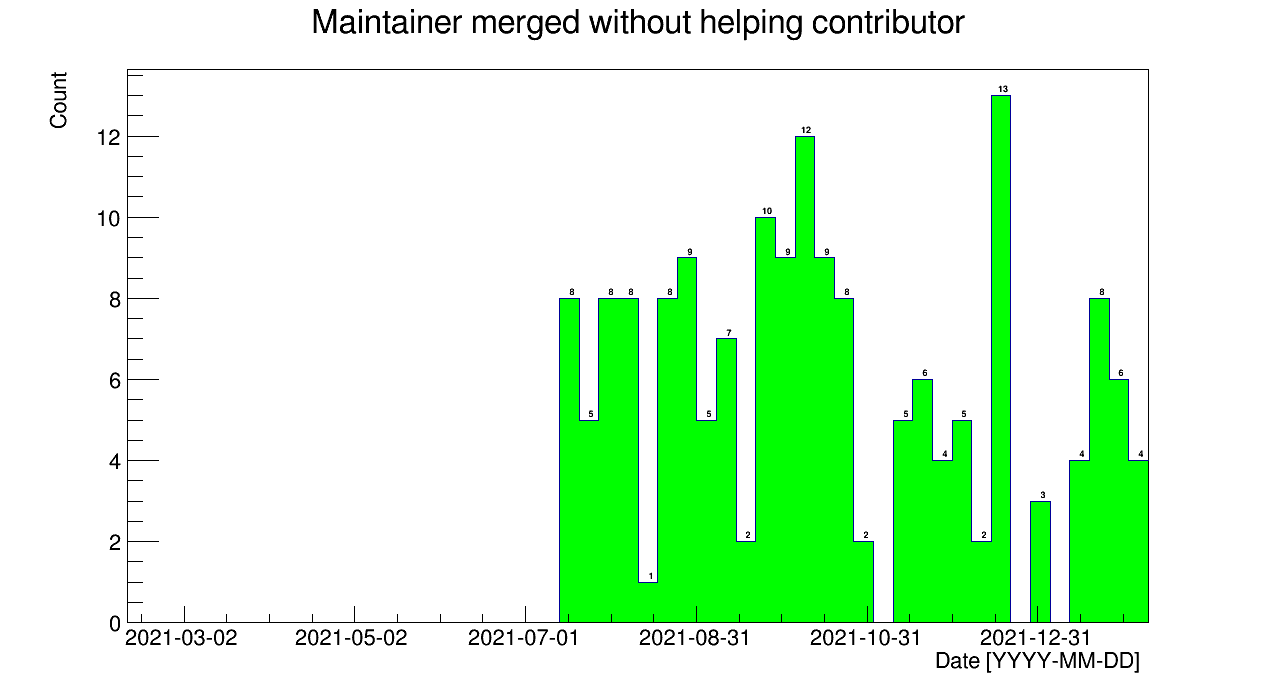 Maintainer merged without helping contributor
Count
12
10
8
6
4
2
0
8 5 8 8 1 8 9 5 7 2 10 9 12 9 8 2 5 6 4 5 2 13 3 4 8 6 4
2021-03-02 2021-05-02 2021-07-01 2021-08-31 2021-10-31 2021-12-31
Date [YYYY-MM-DD]